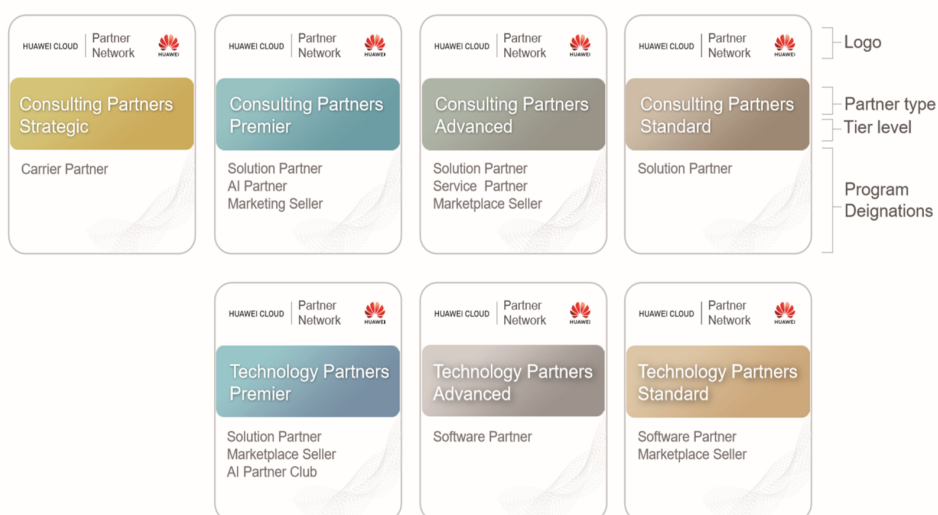 HUAWEI CLOUD
Partner
Network
HUAWEI
Consulting Partners
Strategic
Carrier Partner
HUAWEI CLOUD
Partner
Network
HUAWEI
Consulting Partners
Premier
Solution Partner
AI Partner
Marketing Seller
HUAWEI CLOUD
Partner
Network
HUAWEI
Consulting Partners
Advanced
Solution Partner
Service Partner
Marketplace Seller
HUAWEI CLOUD
Partner
Network
HUAWEI
Consulting Partners
Standard
Solution Partner
Logo
Partner type
Tier level
Program
Deignations
HUAWEI CLOUD
Partner
Network
HUAWEI
Technology Partners
Premier
Solution Partner
Marketplace Seller
AI Partner Club
HUAWEI CLOUD
Partner
Network
HUAWEI
Technology Partners
Advanced
Software Partner
HUAWEI CLOUD
Partner
Network
HUAWEI
Technology Partners
Standard
Software Partner
Marketplace Seller